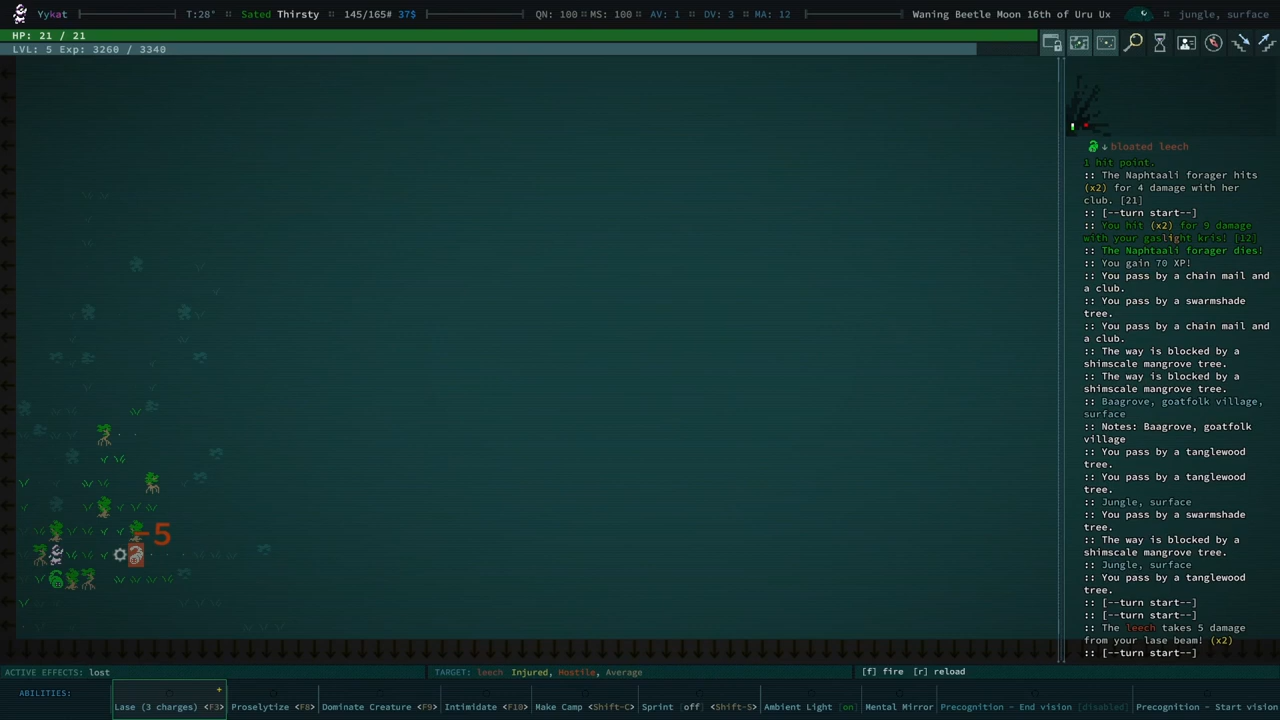 Yykat T:28° Sated Thirsty 145/165# 37$ QN: 100 MS: 100 AV: 1 DV: 3 MA: 12 Waning Beetle Moon 16th of Uru Ux jungle, surface
HP: 21 / 21
LVL: 5 Exp: 3260 / 3340
bloated leech
1 hit point.
:: The Naphtaali forager hits
(x2) for 4 damage with her
club. [21]
:: [--turn start--]
:: You hit (x2) for 9 damage
with your gaslight kris! [12]
:: The Naphtaali forager dies!
:: You gain 70 XP!
:: You pass by a chain mail and
a club.
:: You pass by a swarmshade
tree.
:: You pass by a chain mail and
a club.
:: The way is blocked by a
shimscale mangrove tree.
:: The way is blocked by a
shimscale mangrove tree.
:: Baagrove, goatfolk village,
surface
:: Notes: Baagrove, goatfolk
village
:: You pass by a tanglewood
tree.
:: You pass by a tanglewood
tree.
:: Jungle, surface
:: You pass by a swarmshade
tree.
:: The way is blocked by a
shimscale mangrove tree.
:: Jungle, surface
:: You pass by a tanglewood
tree.
:: [--turn start--]
:: [--turn start--]
:: The leech takes 5 damage
from your lase beam! (x2)
:: [--turn start--]
-5
ACTIVE EFFECTS: lost TARGET: leech Injured, Hostile, Average [f] fire [r] reload
ABILITIES: Lase (3 charges) <F3> Proselytize <F8> Dominate Creature <F9> Intimidate <F10> Make Camp <Shift-C> Sprint [off] <Shift-S> Ambient Light [on] Mental Mirror Precognition - End vision [disabled] Precognition - Start vision